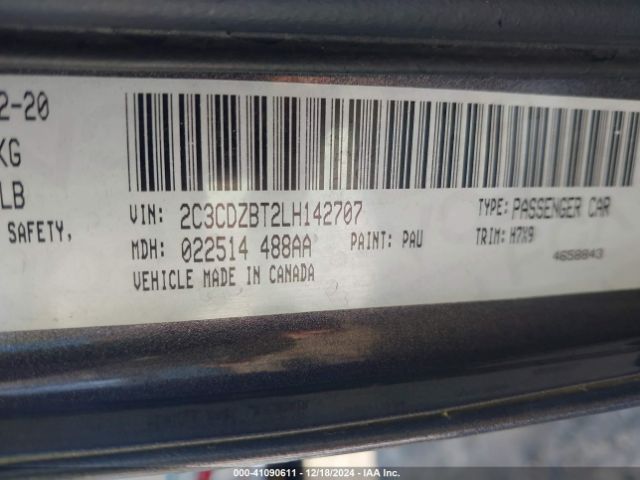 2-20
KG
LB
SAFETY,
VIN: 2C3CDZBT2LH142707
TYPE: PASSENGER CAR
MDH: 022514 488AA
PAINT: PAU
TRIM: H7X9
VEHICLE MADE IN CANADA
4658843
000-41090611 / 12/18/2024 - IAA Inc.